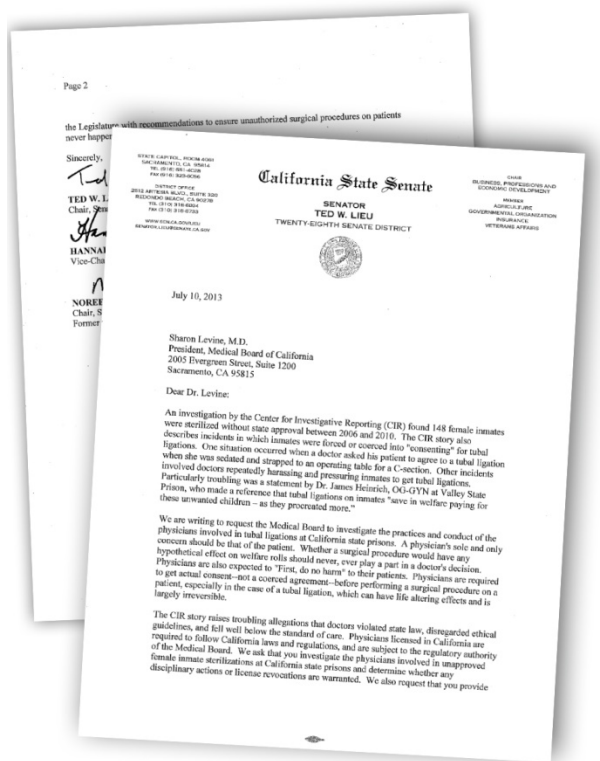 Page 2
the Legislature with recommendations to ensure unauthorized surgical procedures on patients
never happen
Sincerely,
TED W. L
Chair, Sen
HANNAH
Vice-Cha
NOREE
Chair, S
Former
STATE CAPITOL, ROOM 4061
SACRAMENTO, CA 95814
DISTRICT OFFICE
2512 ARTESIA BLVD., SUITE 320
REDONDO BEACH, CA 90278
California State Senate
SENATOR
TED W. LIEU
TWENTY-EIGHTH SENATE DISTRICT
CHAIR
BUSINESS, PROFESSIONS AND
ECONOMIC DEVELOPMENT
MEMBER
AGRICULTURE
GOVERNMENTAL ORGANIZATION
INSURANCE
VETERANS AFFAIRS
July 10, 2013
Sharon Levine, M.D.
President, Medical Board of California
2005 Evergreen Street, Suite 1200
Sacramento, CA 95815
Dear Dr. Levine:
An investigation by the Center for Investigative Reporting (CIR) found 148 female inmates
were sterilized without state approval between 2006 and 2010. The CIR story also
describes incidents in which inmates were forced or coerced into "consenting" for tubal
ligations. One situation occurred when a doctor asked his patient to agree to a tubal ligation
when she was sedated and strapped to an operating table for a C-section. Other incidents
involved doctors repeatedly harassing and pressuring inmates to get tubal ligations.
Particularly troubling was a statement by Dr. James Heinrich, OG-GYN at Valley State
Prison, who made a reference that tubal ligations on inmates "save in welfare paying for
these unwanted children – as they procreated more."
We are writing to request the Medical Board to investigate the practices and conduct of the
physicians involved in tubal ligations at California state prisons. A physician's sole and only
concern should be that of the patient. Whether a surgical procedure would have any
hypothetical effect on welfare rolls should never, ever play a part in a doctor's decision.
Physicians are also expected to "First, do no harm" to their patients. Physicians are required
to get actual consent--not a coerced agreement--before performing a surgical procedure on a
patient, especially in the case of a tubal ligation, which can have life altering effects and is
largely irreversible.
The CIR story raises troubling allegations that doctors violated state law, disregarded ethical
guidelines, and fell well below the standard of care. Physicians licensed in California are
required to follow California laws and regulations, and are subject to the regulatory authority
of the Medical Board. We ask that you investigate the physicians involved in unapproved
female inmate sterilizations at California state prisons and determine whether any
disciplinary actions or license revocations are warranted. We also request that you provide